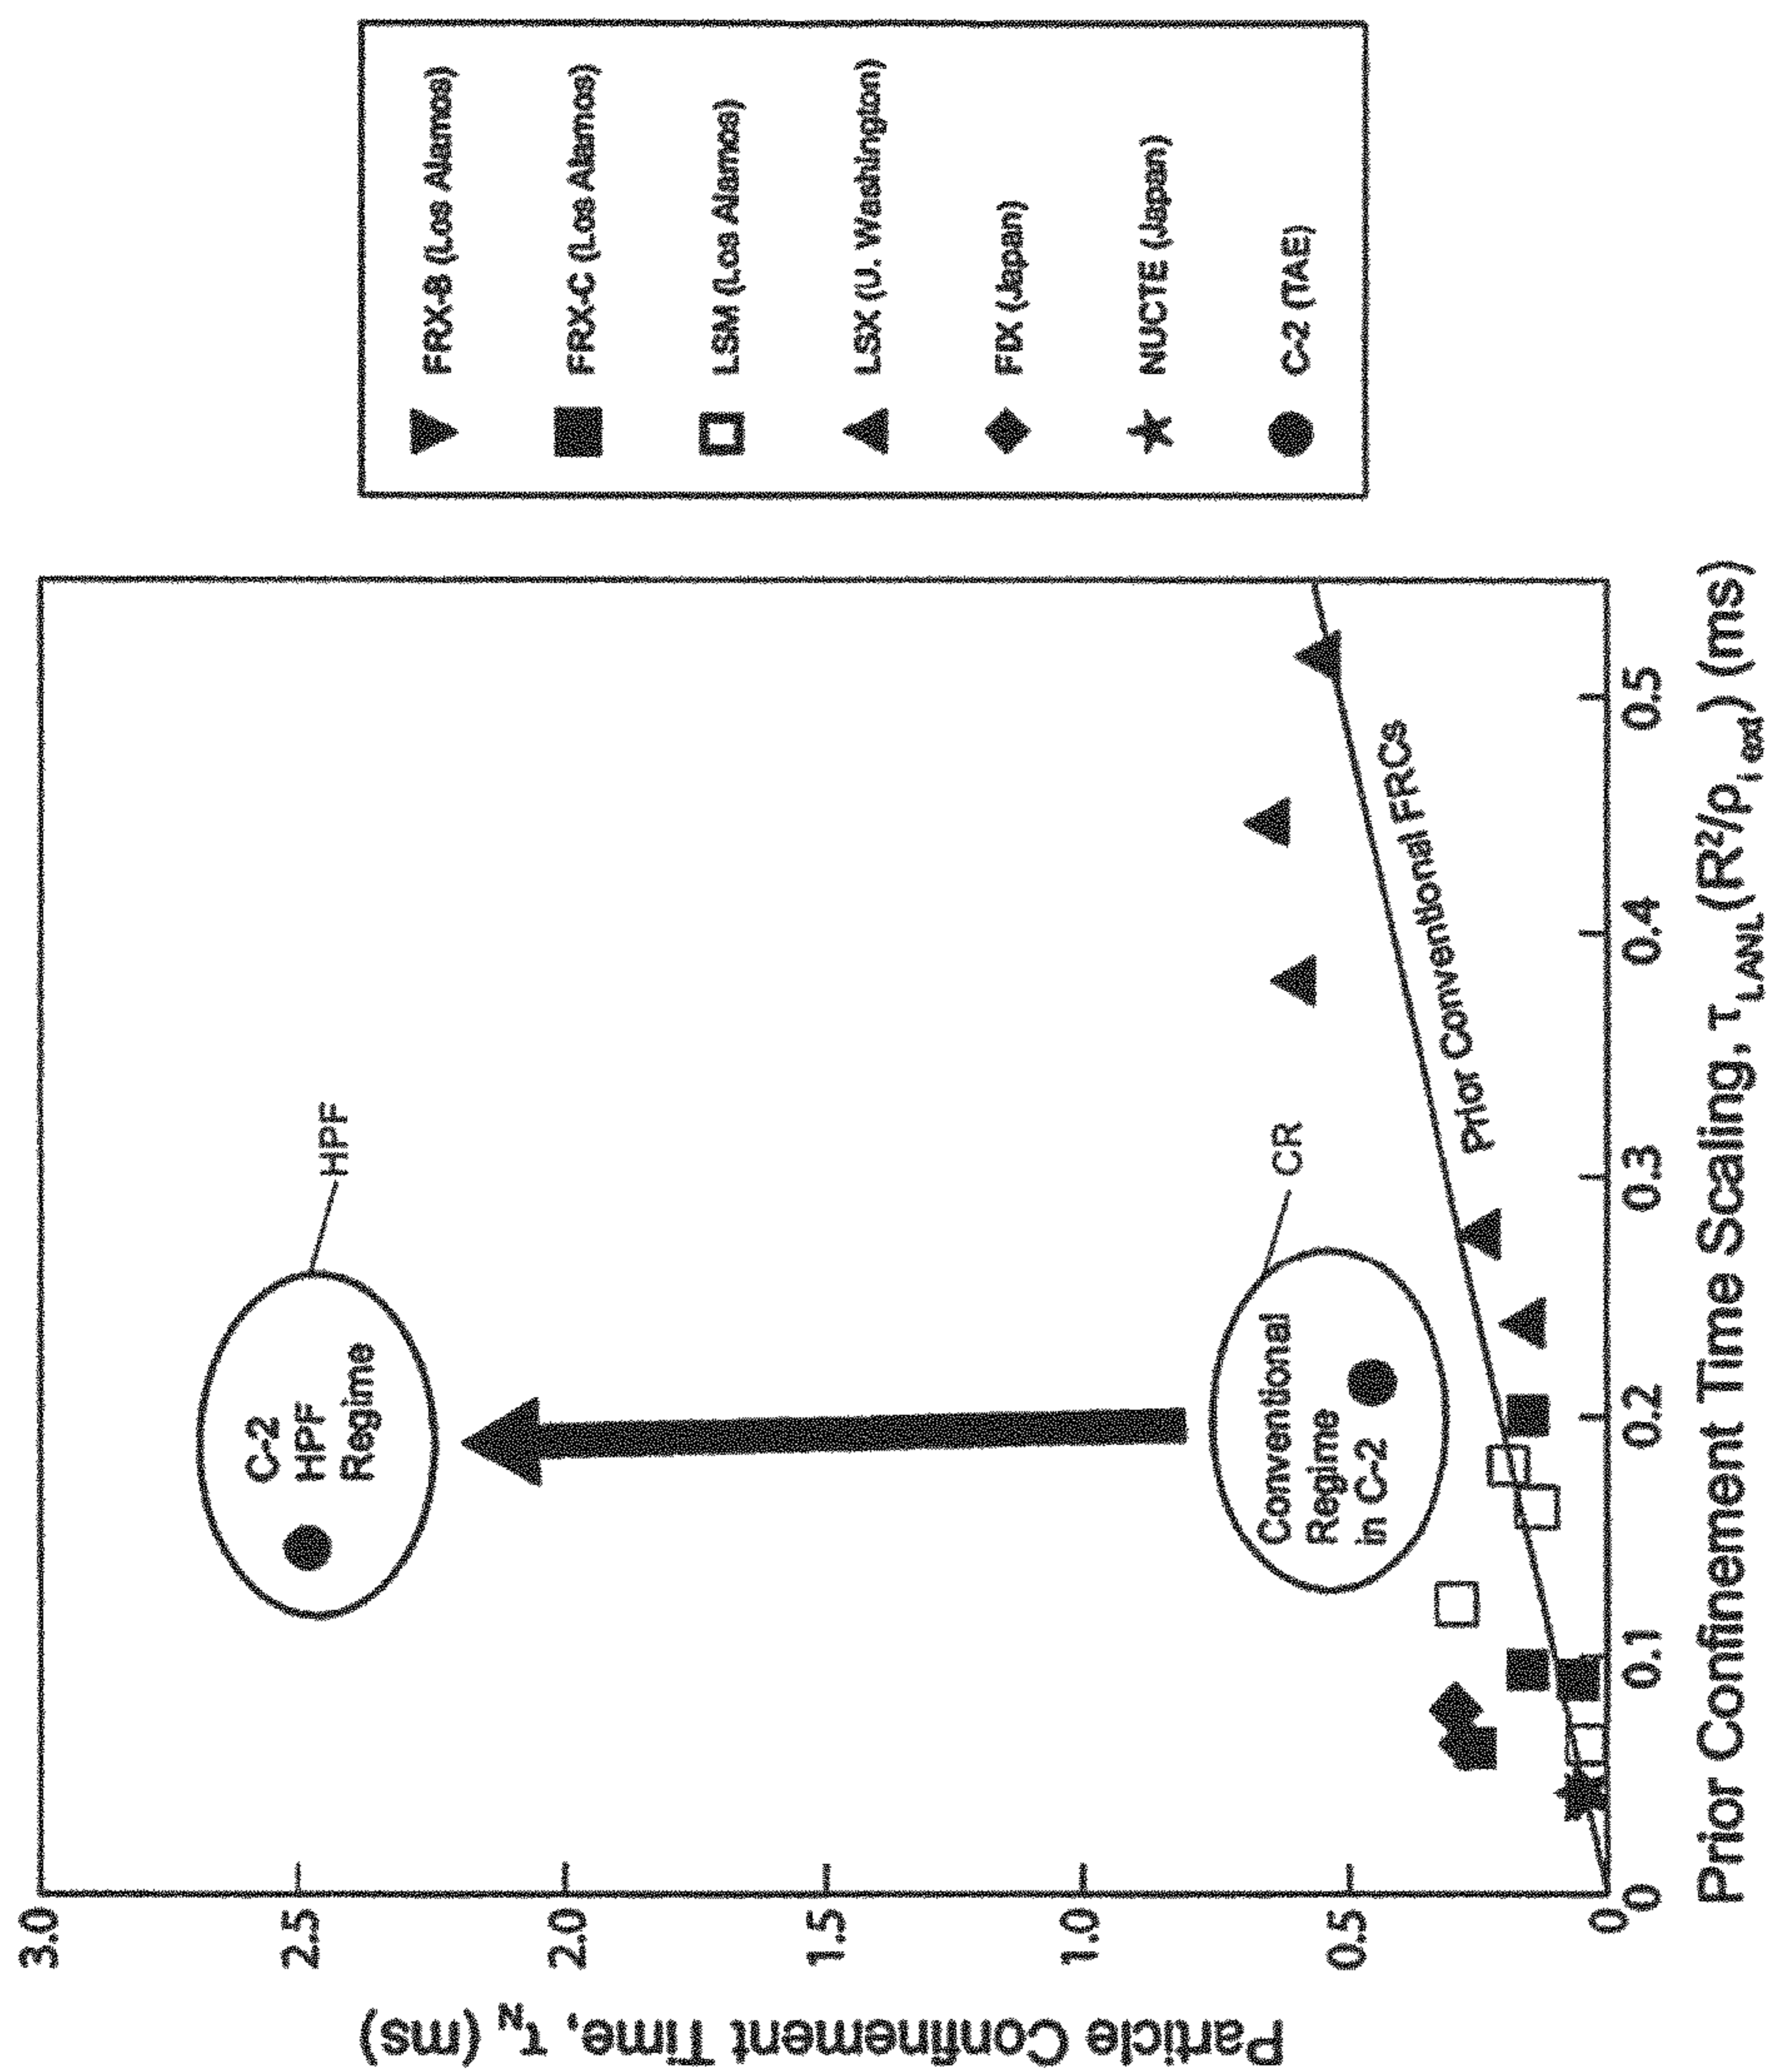 3.0
2.5
2.0
1.5
1.0
0.5
0
Particle Confinement Time, τN (ms)
C-2
HPF
Regime
HPF
Conventional
Regime
in C-2
CR
Prior Conventional FRCs
0
0.1
0.2
0.3
0.4
0.5
Prior Confinement Time Scaling, τLANL(R²/ρi ext) (ms)
FRX-B (Los Alamos)
FRX-C (Los Alamos)
LSM (Los Alamos)
LSX (U. Washington)
FIX (Japan)
NUCTE (Japan)
C-2 (TAE)